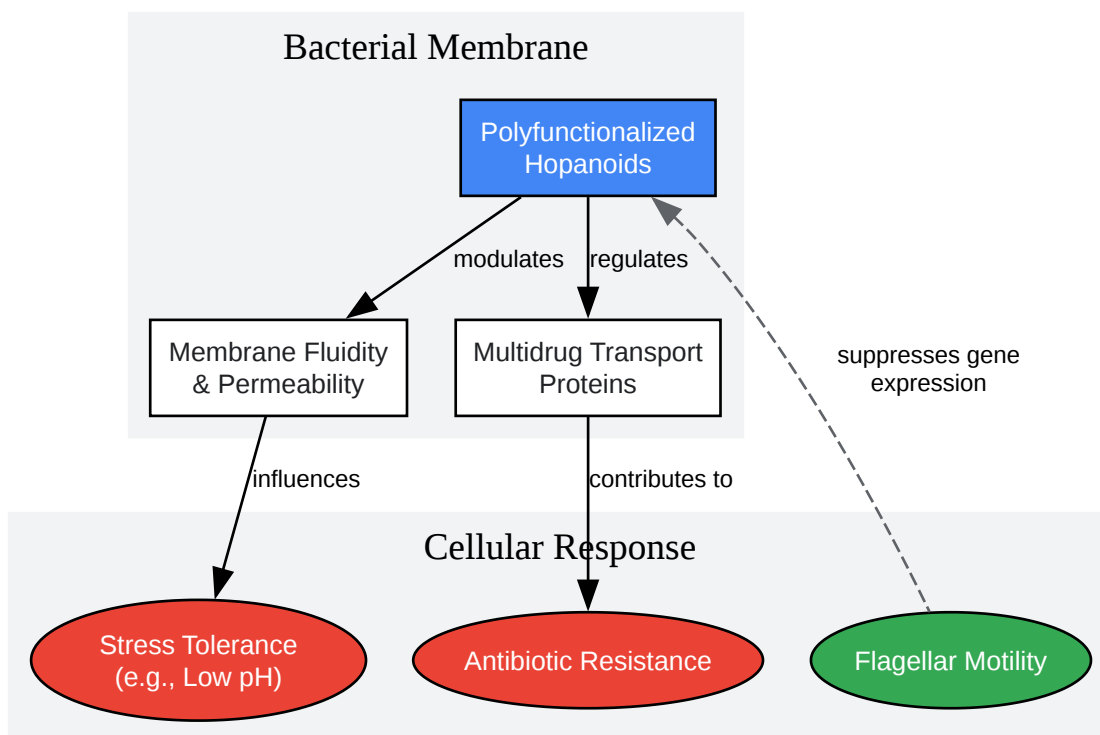 Bacterial Membrane
Polyfunctionalized
Hopanoids
modulates
regulates
Membrane Fluidity
& Permeability
Multidrug Transport
Proteins
suppresses gene
expression
influences
contributes to
Cellular Response
Stress Tolerance
(e.g., Low pH)
Antibiotic Resistance
Flagellar Motility